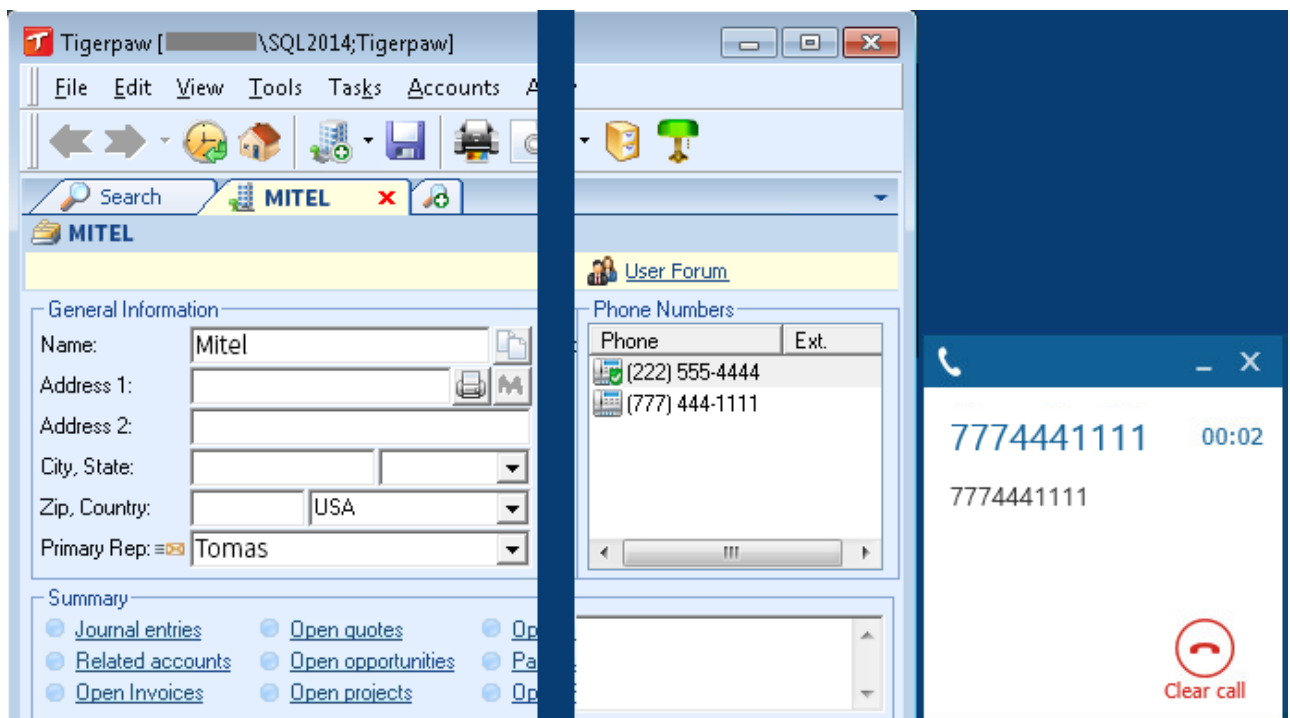 Tigerpaw [ \SQL2014;Tigerpaw]
File Edit View Tools Tasks Accounts
Search MITEL
MITEL
User Forum
General Information
Name: Mitel
Address 1:
Address 2:
City, State:
Zip, Country: USA
Primary Rep: Tomas
Phone Numbers
Phone Ext.
(222) 555-4444
(777) 444-1111
Summary
Journal entries Open quotes
Related accounts Open opportunities
Open Invoices Open projects
7774441111 00:02
7774441111
Clear call